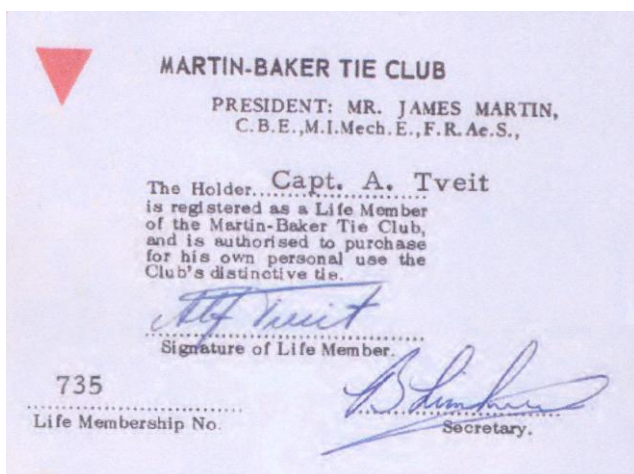 MARTIN-BAKER TIE CLUB
PRESIDENT: MR. JAMES MARTIN,
C.B.E.,M.I.Mech.E.,F.R.Ae.S.,
The Holder....Capt. A. Tveit
is registered as a Life Member
of the Martin-Baker Tie Club,
and is authorised to purchase
for his own personal use the
Club's distinctive tie.
Alf Tveit
Signature of Life Member.
735
Life Membership No.
Secretary.